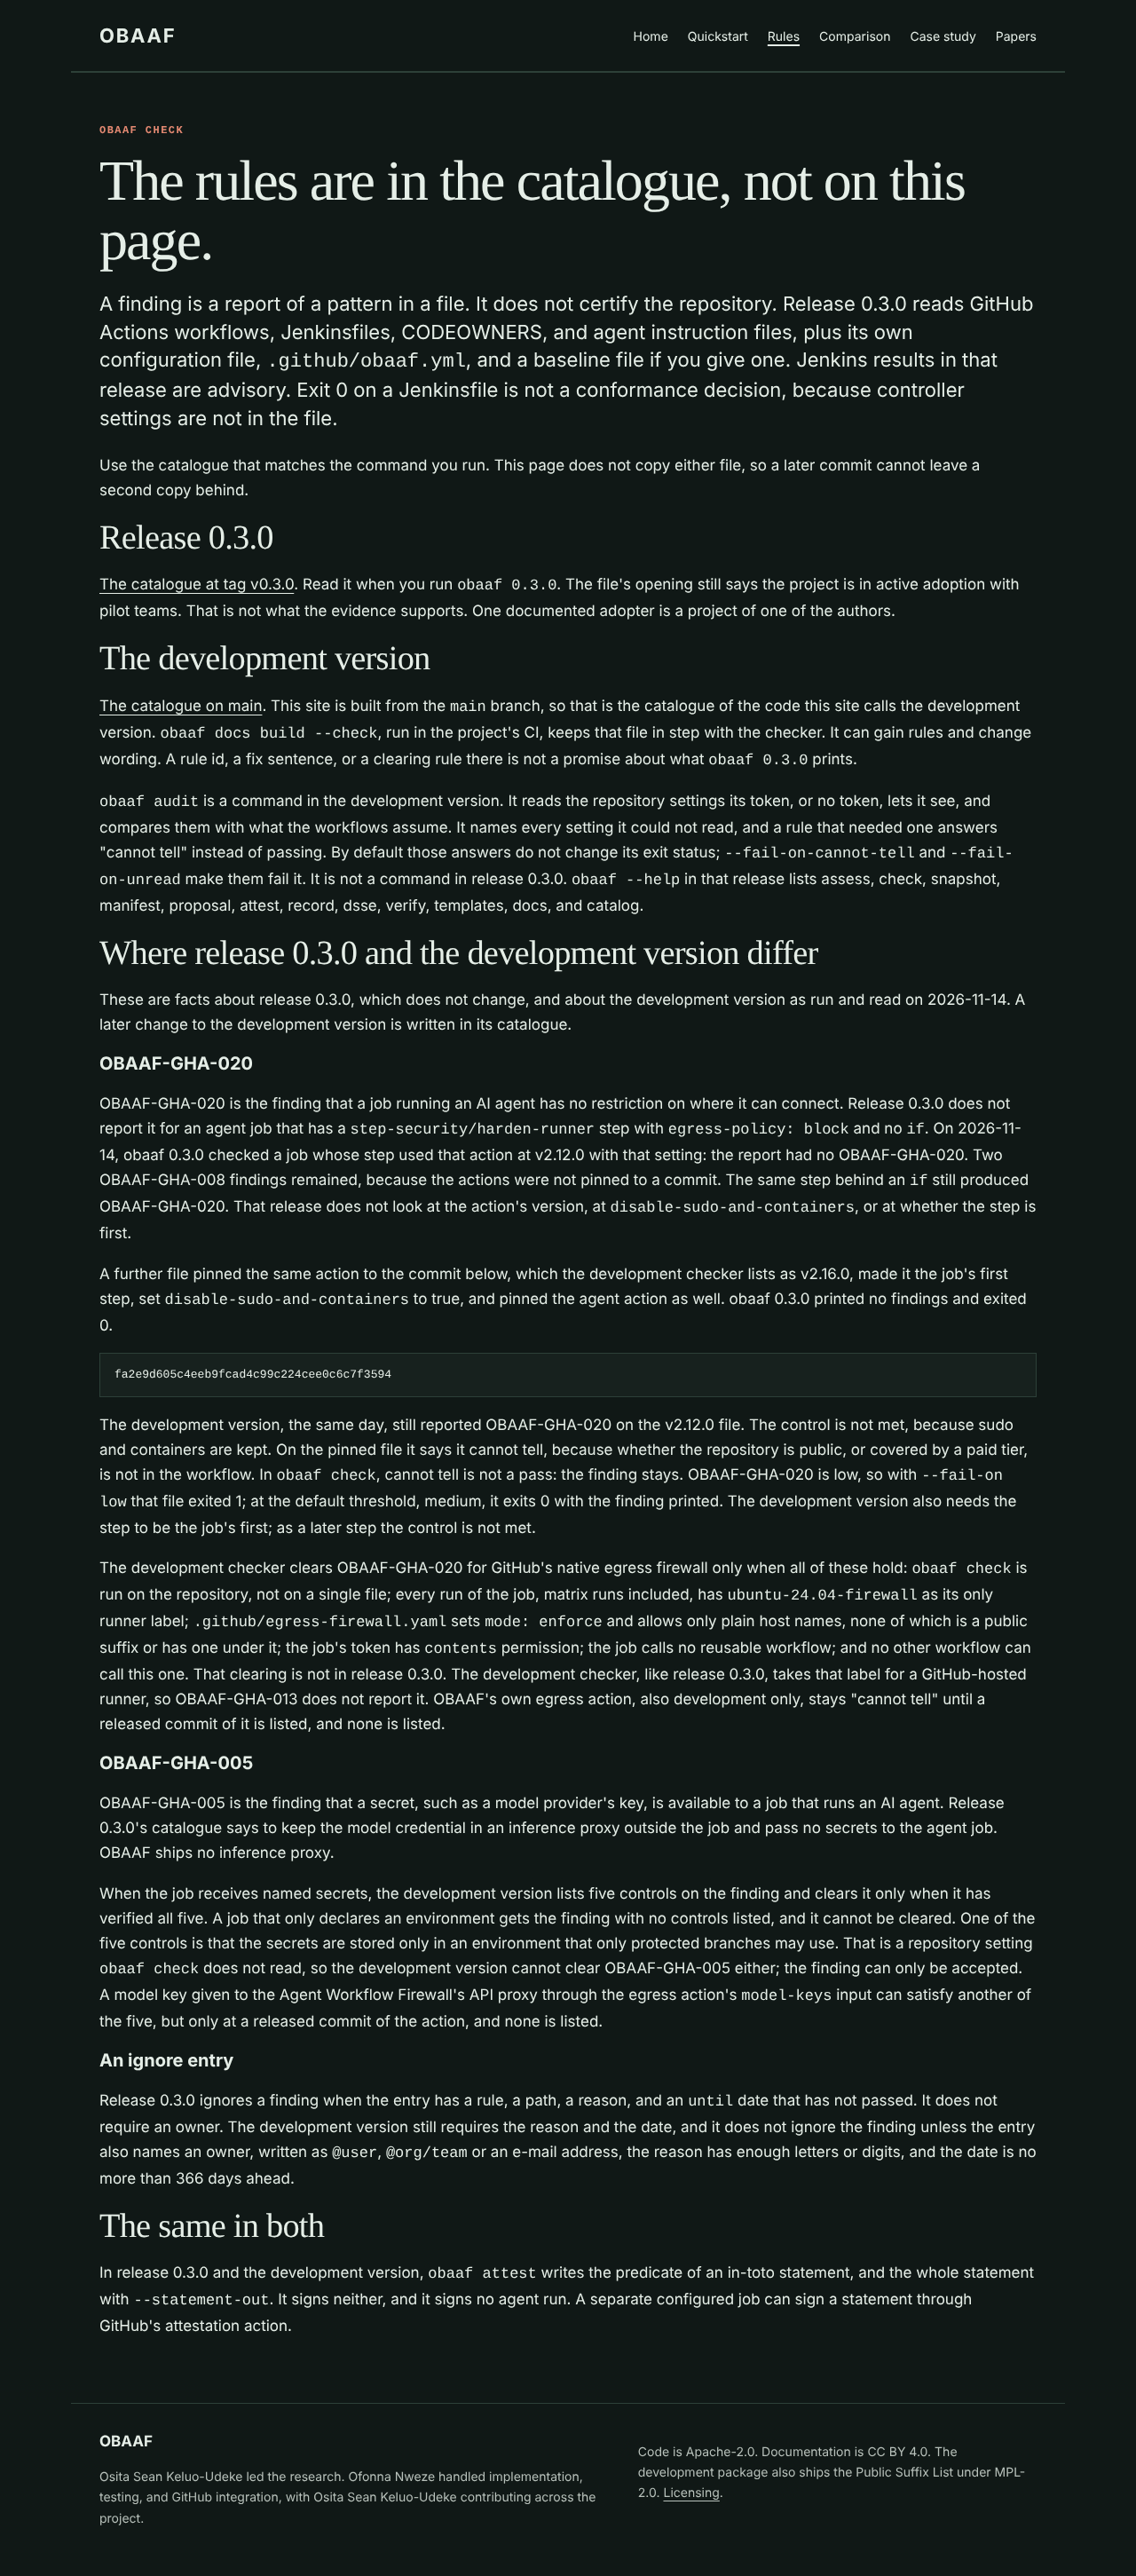 OBAAF
Home Quickstart Rules Comparison Case study Papers
OBAAF CHECK
The rules are in the catalogue, not on this
page.
A finding is a report of a pattern in a file. It does not certify the repository. Release 0.3.0 reads GitHub
Actions workflows, Jenkinsfiles, CODEOWNERS, and agent instruction files, plus its own
configuration file, .github/obaaf.yml, and a baseline file if you give one. Jenkins results in that
release are advisory. Exit 0 on a Jenkinsfile is not a conformance decision, because controller
settings are not in the file.
Use the catalogue that matches the command you run. This page does not copy either file, so a later commit cannot leave a
second copy behind.
Release 0.3.0
The catalogue at tag v0.3.0. Read it when you run obaaf 0.3.0. The file's opening still says the project is in active adoption with
pilot teams. That is not what the evidence supports. One documented adopter is a project of one of the authors.
The development version
The catalogue on main. This site is built from the main branch, so that is the catalogue of the code this site calls the development
version. obaaf docs build --check, run in the project's CI, keeps that file in step with the checker. It can gain rules and change
wording. A rule id, a fix sentence, or a clearing rule there is not a promise about what obaaf 0.3.0 prints.
obaaf audit is a command in the development version. It reads the repository settings its token, or no token, lets it see, and
compares them with what the workflows assume. It names every setting it could not read, and a rule that needed one answers
"cannot tell" instead of passing. By default those answers do not change its exit status; --fail-on-cannot-tell and --fail-
on-unread make them fail it. It is not a command in release 0.3.0. obaaf --help in that release lists assess, check, snapshot,
manifest, proposal, attest, record, dsse, verify, templates, docs, and catalog.
Where release 0.3.0 and the development version differ
These are facts about release 0.3.0, which does not change, and about the development version as run and read on 2026-11-14. A
later change to the development version is written in its catalogue.
OBAAF-GHA-020
OBAAF-GHA-020 is the finding that a job running an AI agent has no restriction on where it can connect. Release 0.3.0 does not
report it for an agent job that has a step-security/harden-runner step with egress-policy: block and no if. On 2026-11-
14, obaaf 0.3.0 checked a job whose step used that action at v2.12.0 with that setting: the report had no OBAAF-GHA-020. Two
OBAAF-GHA-008 findings remained, because the actions were not pinned to a commit. The same step behind an if still produced
OBAAF-GHA-020. That release does not look at the action's version, at disable-sudo-and-containers, or at whether the step is
first.
A further file pinned the same action to the commit below, which the development checker lists as v2.16.0, made it the job's first
step, set disable-sudo-and-containers to true, and pinned the agent action as well. obaaf 0.3.0 printed no findings and exited
0.
fa2e9d605c4eeb9fcad4c99c224cee0c6c7f3594
The development version, the same day, still reported OBAAF-GHA-020 on the v2.12.0 file. The control is not met, because sudo
and containers are kept. On the pinned file it says it cannot tell, because whether the repository is public, or covered by a paid tier,
is not in the workflow. In obaaf check, cannot tell is not a pass: the finding stays. OBAAF-GHA-020 is low, so with --fail-on
low that file exited 1; at the default threshold, medium, it exits 0 with the finding printed. The development version also needs the
step to be the job's first; as a later step the control is not met.
The development checker clears OBAAF-GHA-020 for GitHub's native egress firewall only when all of these hold: obaaf check is
run on the repository, not on a single file; every run of the job, matrix runs included, has ubuntu-24.04-firewall as its only
runner label; .github/egress-firewall.yaml sets mode: enforce and allows only plain host names, none of which is a public
suffix or has one under it; the job's token has contents permission; the job calls no reusable workflow; and no other workflow can
call this one. That clearing is not in release 0.3.0. The development checker, like release 0.3.0, takes that label for a GitHub-hosted
runner, so OBAAF-GHA-013 does not report it. OBAAF's own egress action, also development only, stays "cannot tell" until a
released commit of it is listed, and none is listed.
OBAAF-GHA-005
OBAAF-GHA-005 is the finding that a secret, such as a model provider's key, is available to a job that runs an AI agent. Release
0.3.0's catalogue says to keep the model credential in an inference proxy outside the job and pass no secrets to the agent job.
OBAAF ships no inference proxy.
When the job receives named secrets, the development version lists five controls on the finding and clears it only when it has
verified all five. A job that only declares an environment gets the finding with no controls listed, and it cannot be cleared. One of the
five controls is that the secrets are stored only in an environment that only protected branches may use. That is a repository setting
obaaf check does not read, so the development version cannot clear OBAAF-GHA-005 either; the finding can only be accepted.
A model key given to the Agent Workflow Firewall's API proxy through the egress action's model-keys input can satisfy another of
the five, but only at a released commit of the action, and none is listed.
An ignore entry
Release 0.3.0 ignores a finding when the entry has a rule, a path, a reason, and an until date that has not passed. It does not
require an owner. The development version still requires the reason and the date, and it does not ignore the finding unless the entry
also names an owner, written as @user, @org/team or an e-mail address, the reason has enough letters or digits, and the date is no
more than 366 days ahead.
The same in both
In release 0.3.0 and the development version, obaaf attest writes the predicate of an in-toto statement, and the whole statement
with --statement-out. It signs neither, and it signs no agent run. A separate configured job can sign a statement through
GitHub's attestation action.
OBAAF
Osita Sean Keluo-Udeke led the research. Ofonna Nweze handled implementation,
testing, and GitHub integration, with Osita Sean Keluo-Udeke contributing across the
project.
Code is Apache-2.0. Documentation is CC BY 4.0. The
development package also ships the Public Suffix List under MPL-
2.0. Licensing.